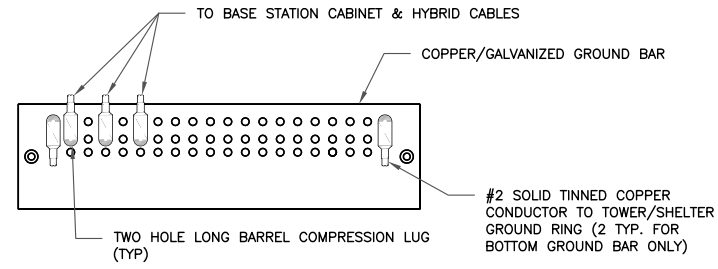 TO BASE STATION CABINET & HYBRID CABLES
COPPER/GALVANIZED GROUND BAR
#2 SOLID TINNED COPPER
CONDUCTOR TO TOWER/SHELTER
GROUND RING (2 TYP. FOR
BOTTOM GROUND BAR ONLY)
TWO HOLE LONG BARREL COMPRESSION LUG
(TYP)